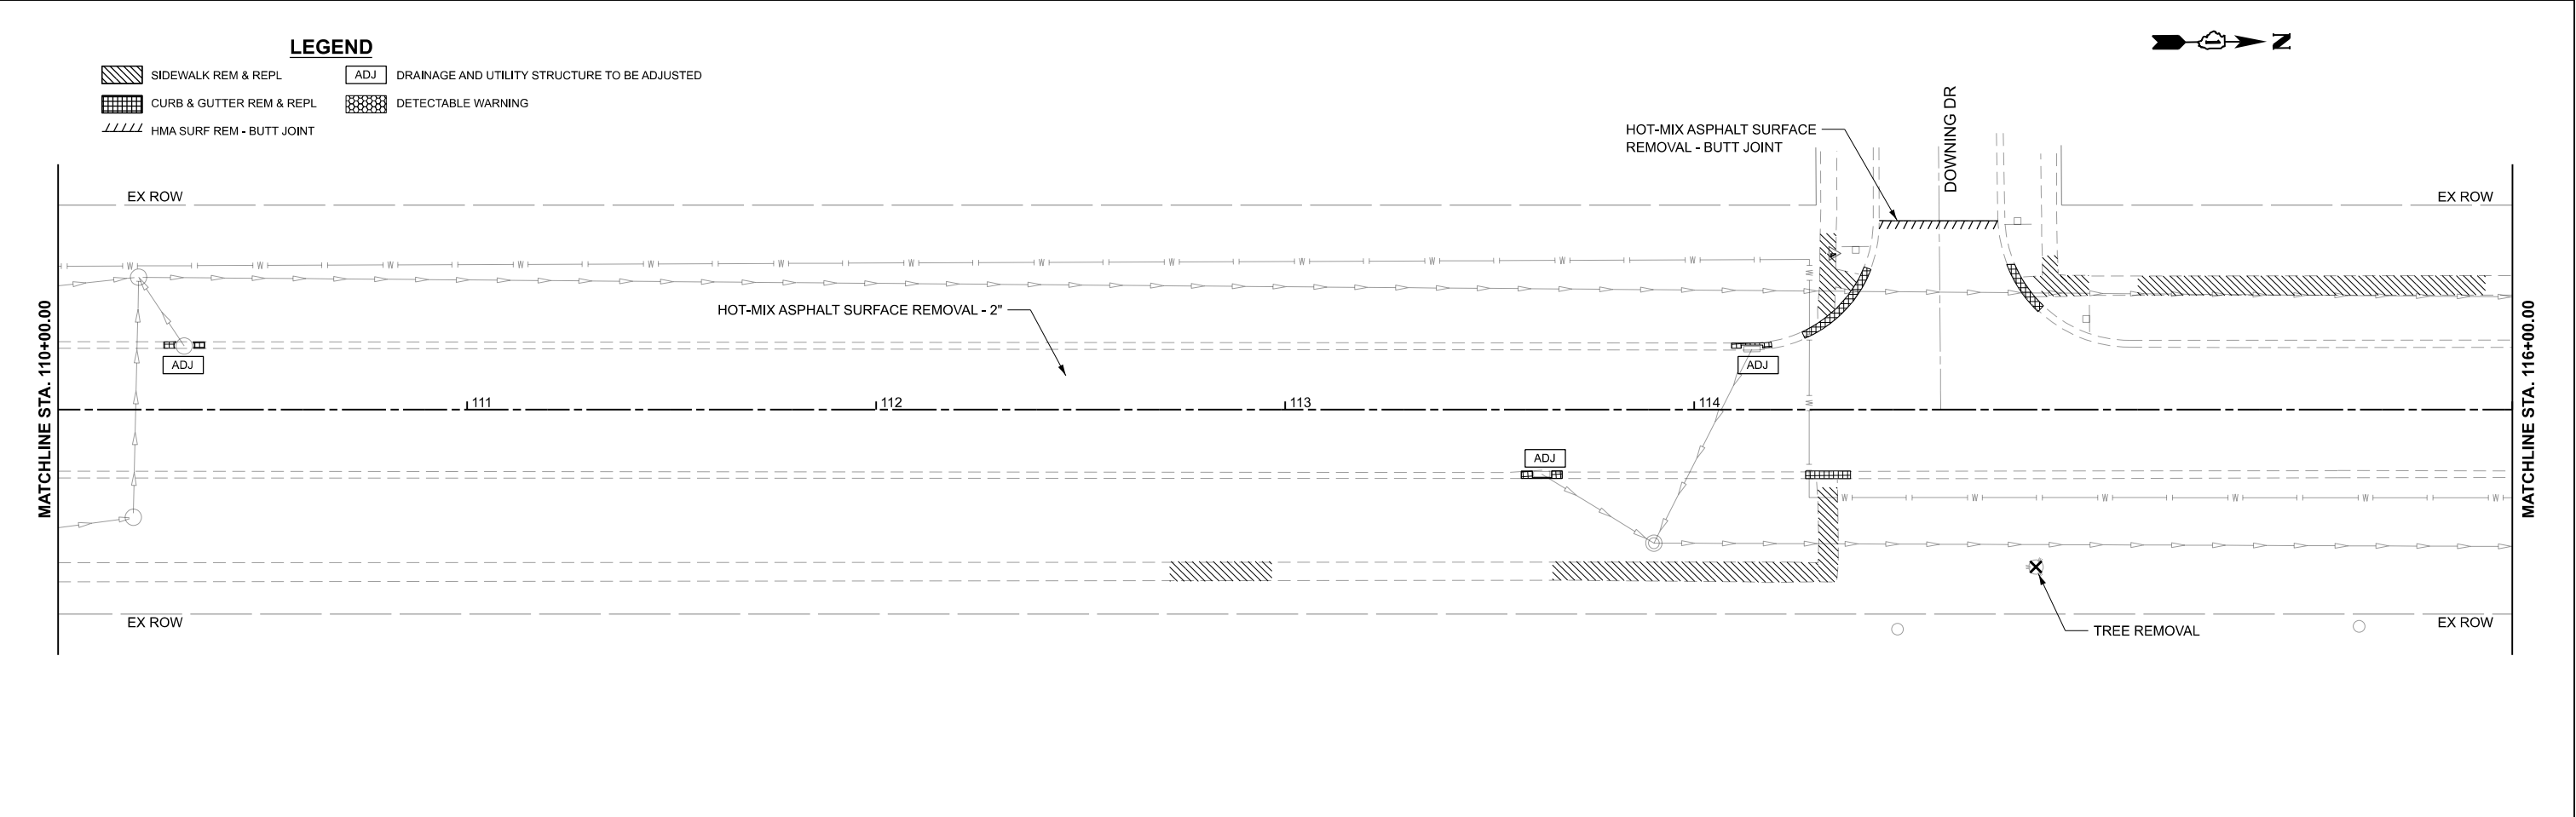 LEGEND
SIDEWALK REM & REPL
ADJ DRAINAGE AND UTILITY STRUCTURE TO BE ADJUSTED
CURB & GUTTER REM & REPL
DETECTABLE WARNING
HMA SURF REM - BUTT JOINT
N
HOT-MIX ASPHALT SURFACE
REMOVAL - BUTT JOINT
DOWNING DR
EX ROW
EX ROW
W W W W W W W W W W W W W
W
HOT-MIX ASPHALT SURFACE REMOVAL - 2"
MATCHLINE STA. 110+00.00
MATCHLINE STA. 116+00.00
ADJ
ADJ
111
112
113
114
W
ADJ
W W W W W W
TREE REMOVAL
EX ROW
EX ROW